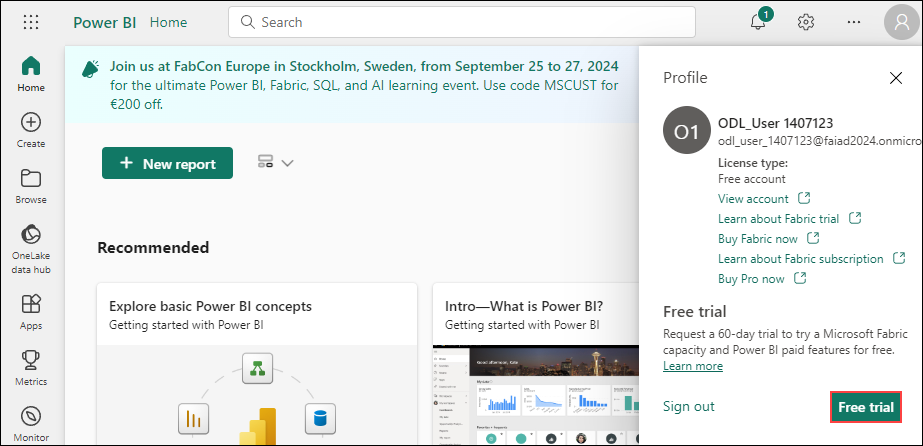 Power BI Home
Search
1
Join us at FabCon Europe in Stockholm, Sweden, from September 25 to 27, 2024
for the ultimate Power BI, Fabric, SQL, and AI learning event. Use code MSCUST for
€200 off.
Home
Create
Browse
OneLake
data hub
Apps
Metrics
Monitor
New report
Recommended
Explore basic Power BI concepts
Getting started with Power BI
Intro—What is Power BI?
Getting started with Power BI
Good afternoon,
Profile
O1
ODL_User 1407123
odl_user_1407123@faiad2024.onmicro
License type:
Free account
View account
Learn about Fabric trial
Buy Fabric now
Learn about Fabric subscription
Buy Pro now
Free trial
Request a 60-day trial to try a Microsoft Fabric
capacity and Power BI paid features for free.
Learn more
Sign out
Free trial